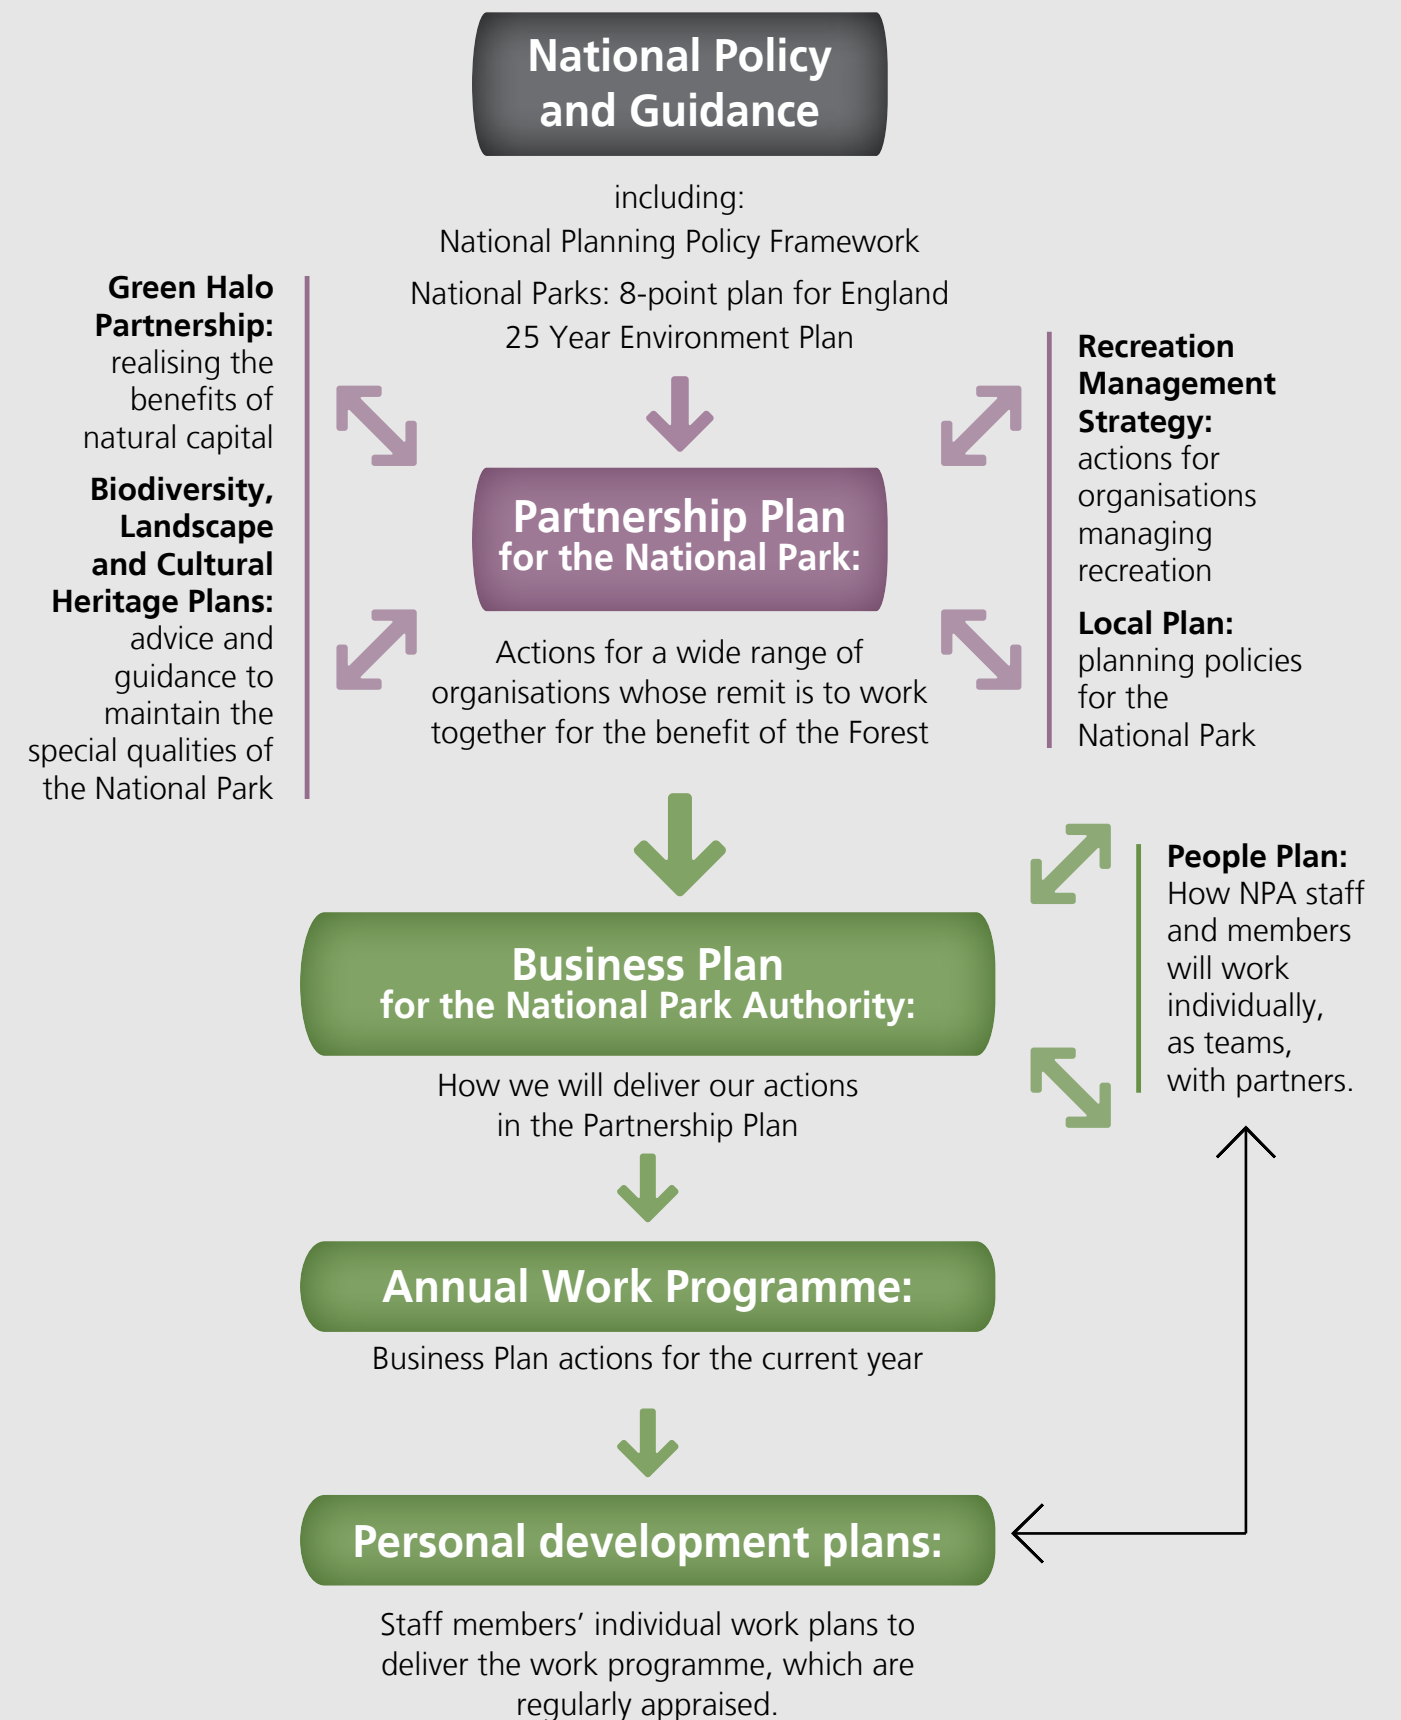 National Policy
and Guidance
including:
National Planning Policy Framework
National Parks: 8-point plan for England
25 Year Environment Plan
Green Halo
Partnership:
realising the
benefits of
natural capital
Biodiversity,
Landscape
and Cultural
Heritage Plans:
advice and
guidance to
maintain the
special qualities of
the National Park
Partnership Plan
for the National Park:
Actions for a wide range of
organisations whose remit is to work
together for the benefit of the Forest
Recreation
Management
Strategy:
actions for
organisations
managing
recreation
Local Plan:
planning policies
for the
National Park
Business Plan
for the National Park Authority:
How we will deliver our actions
in the Partnership Plan
People Plan:
How NPA staff
and members
will work
individually,
as teams,
with partners.
Annual Work Programme:
Business Plan actions for the current year
Personal development plans:
Staff members’ individual work plans to
deliver the work programme, which are
regularly appraised.